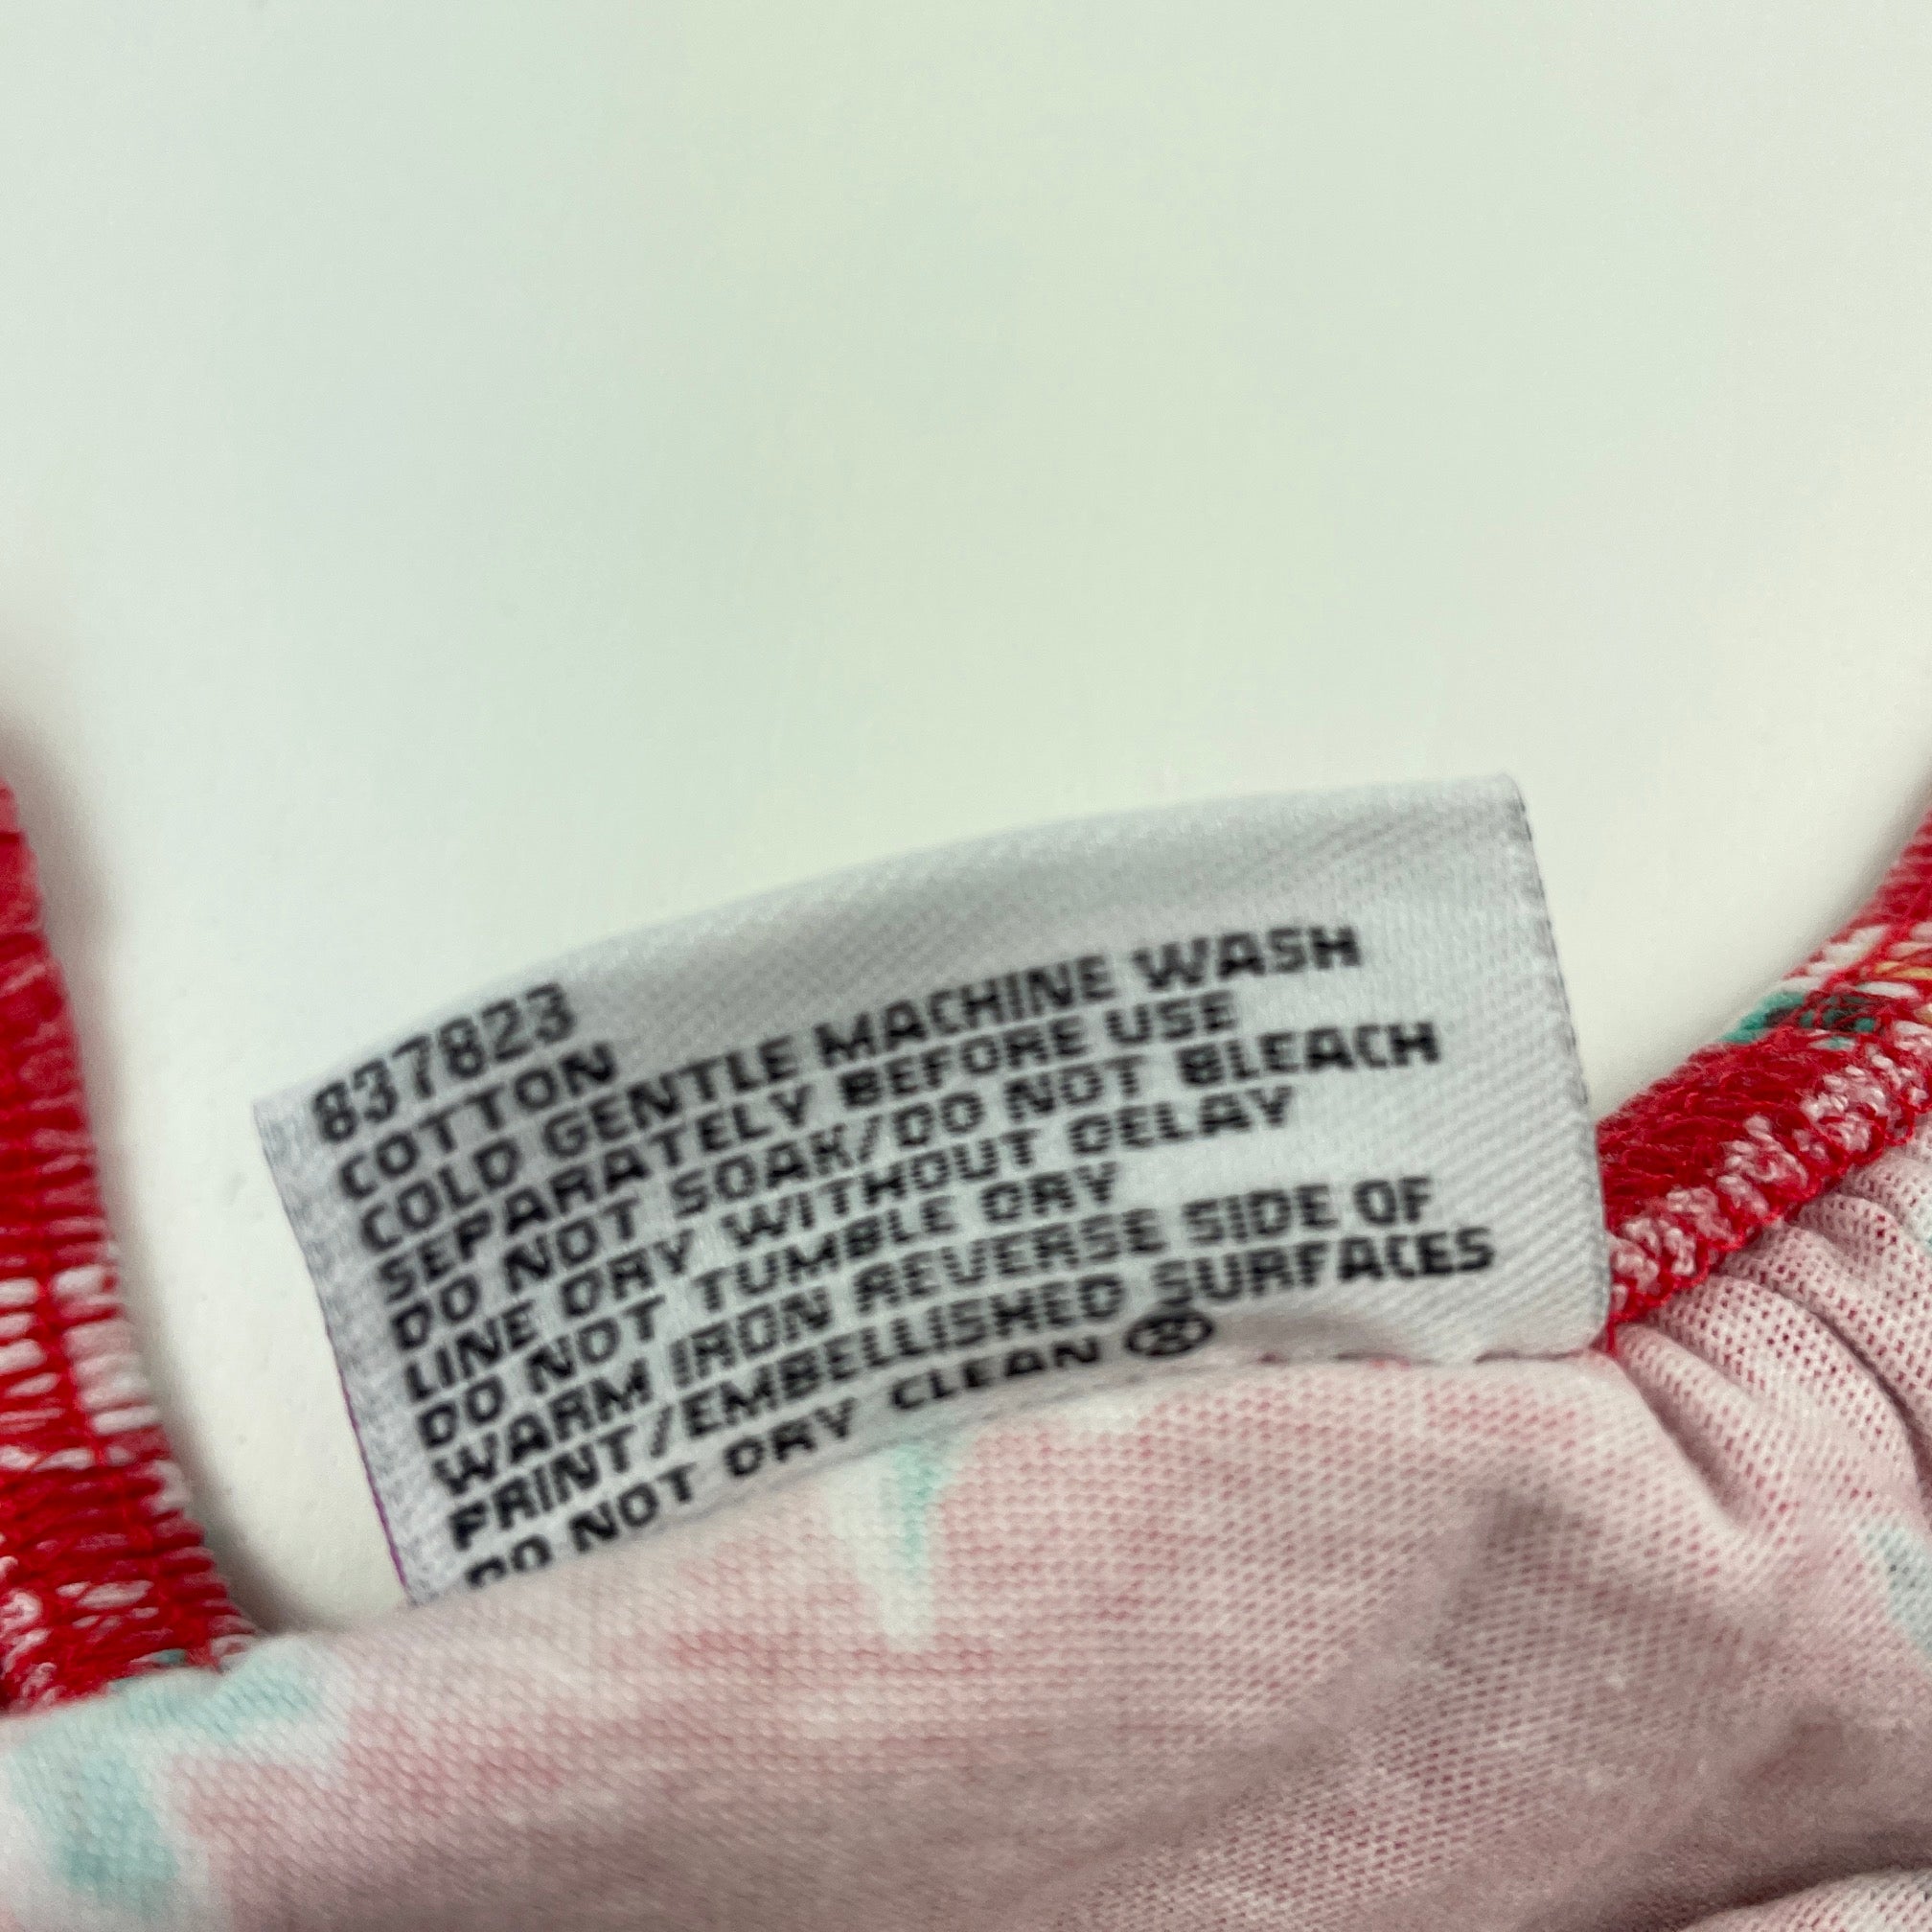 837823
COTTON
COLD GENTLE MACHINE WASH
SEPARATELY BEFORE USE
DO NOT SOAK/DO NOT BLEACH
LINE DRY WITHOUT DELAY
DO NOT TUMBLE DRY
WARM IRON REVERSE SIDE OF
PRINT/EMBELLISHED SURFACES
DO NOT DRY CLEAN